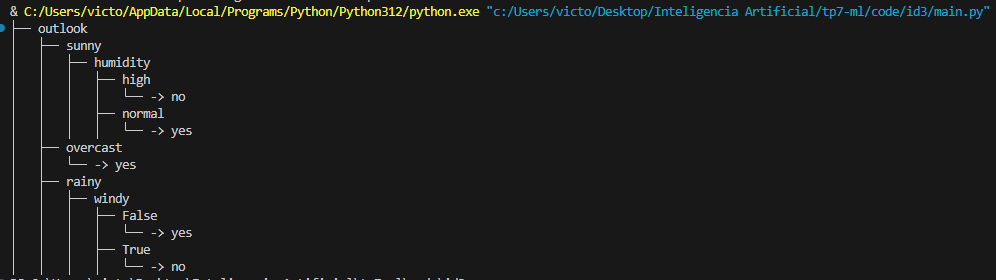 & C:/Users/victo/AppData/Local/Programs/Python/Python312/python.exe "c:/Users/victo/Desktop/Inteligencia Artificial/tp7-ml/code/id3/main.py"
├── outlook
│   ├── sunny
│   │   ├── humidity
│   │   │   ├── high
│   │   │   │   └── -> no
│   │   │   ├── normal
│   │   │   │   └── -> yes
│   ├── overcast
│   │   └── -> yes
│   ├── rainy
│   │   ├── windy
│   │   │   ├── False
│   │   │   │   └── -> yes
│   │   │   ├── True
│   │   │   │   └── -> no